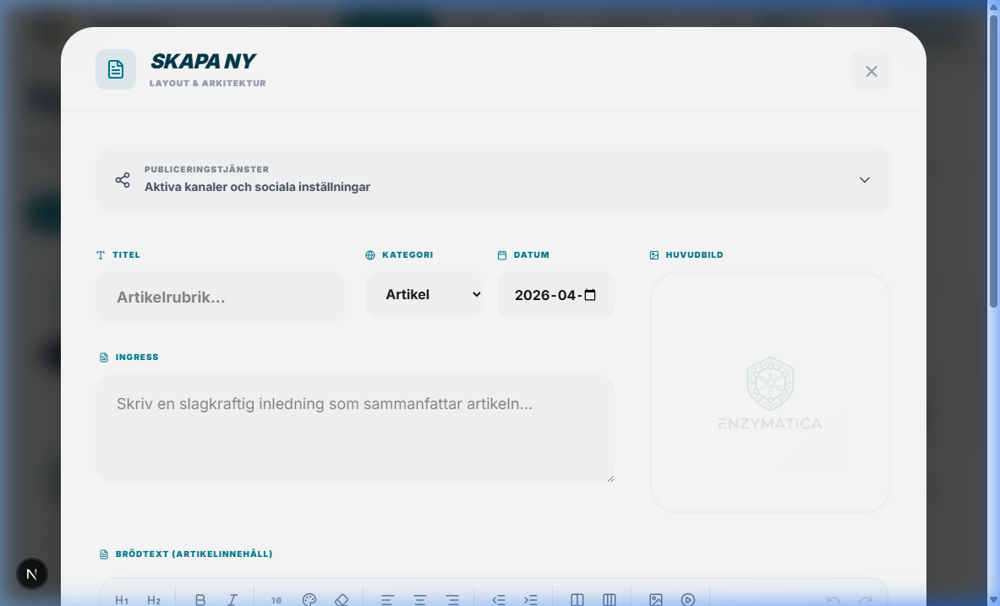 SKAPA NY
LAYOUT & ARKITEKTUR
PUBLICERINGSTJÄNSTER
Aktiva kanaler och sociala inställningar
TITEL
KATEGORI
DATUM
HUVUDBILD
Artikelrubrik...
Artikel
2026-04-
INGRESS
Skriv en slagkraftig inledning som sammanfattar artikeln...
ENZYMATICA
BRÖDTEXT (ARTIKELINNEHÅLL)
H1 H2 B I 16
N